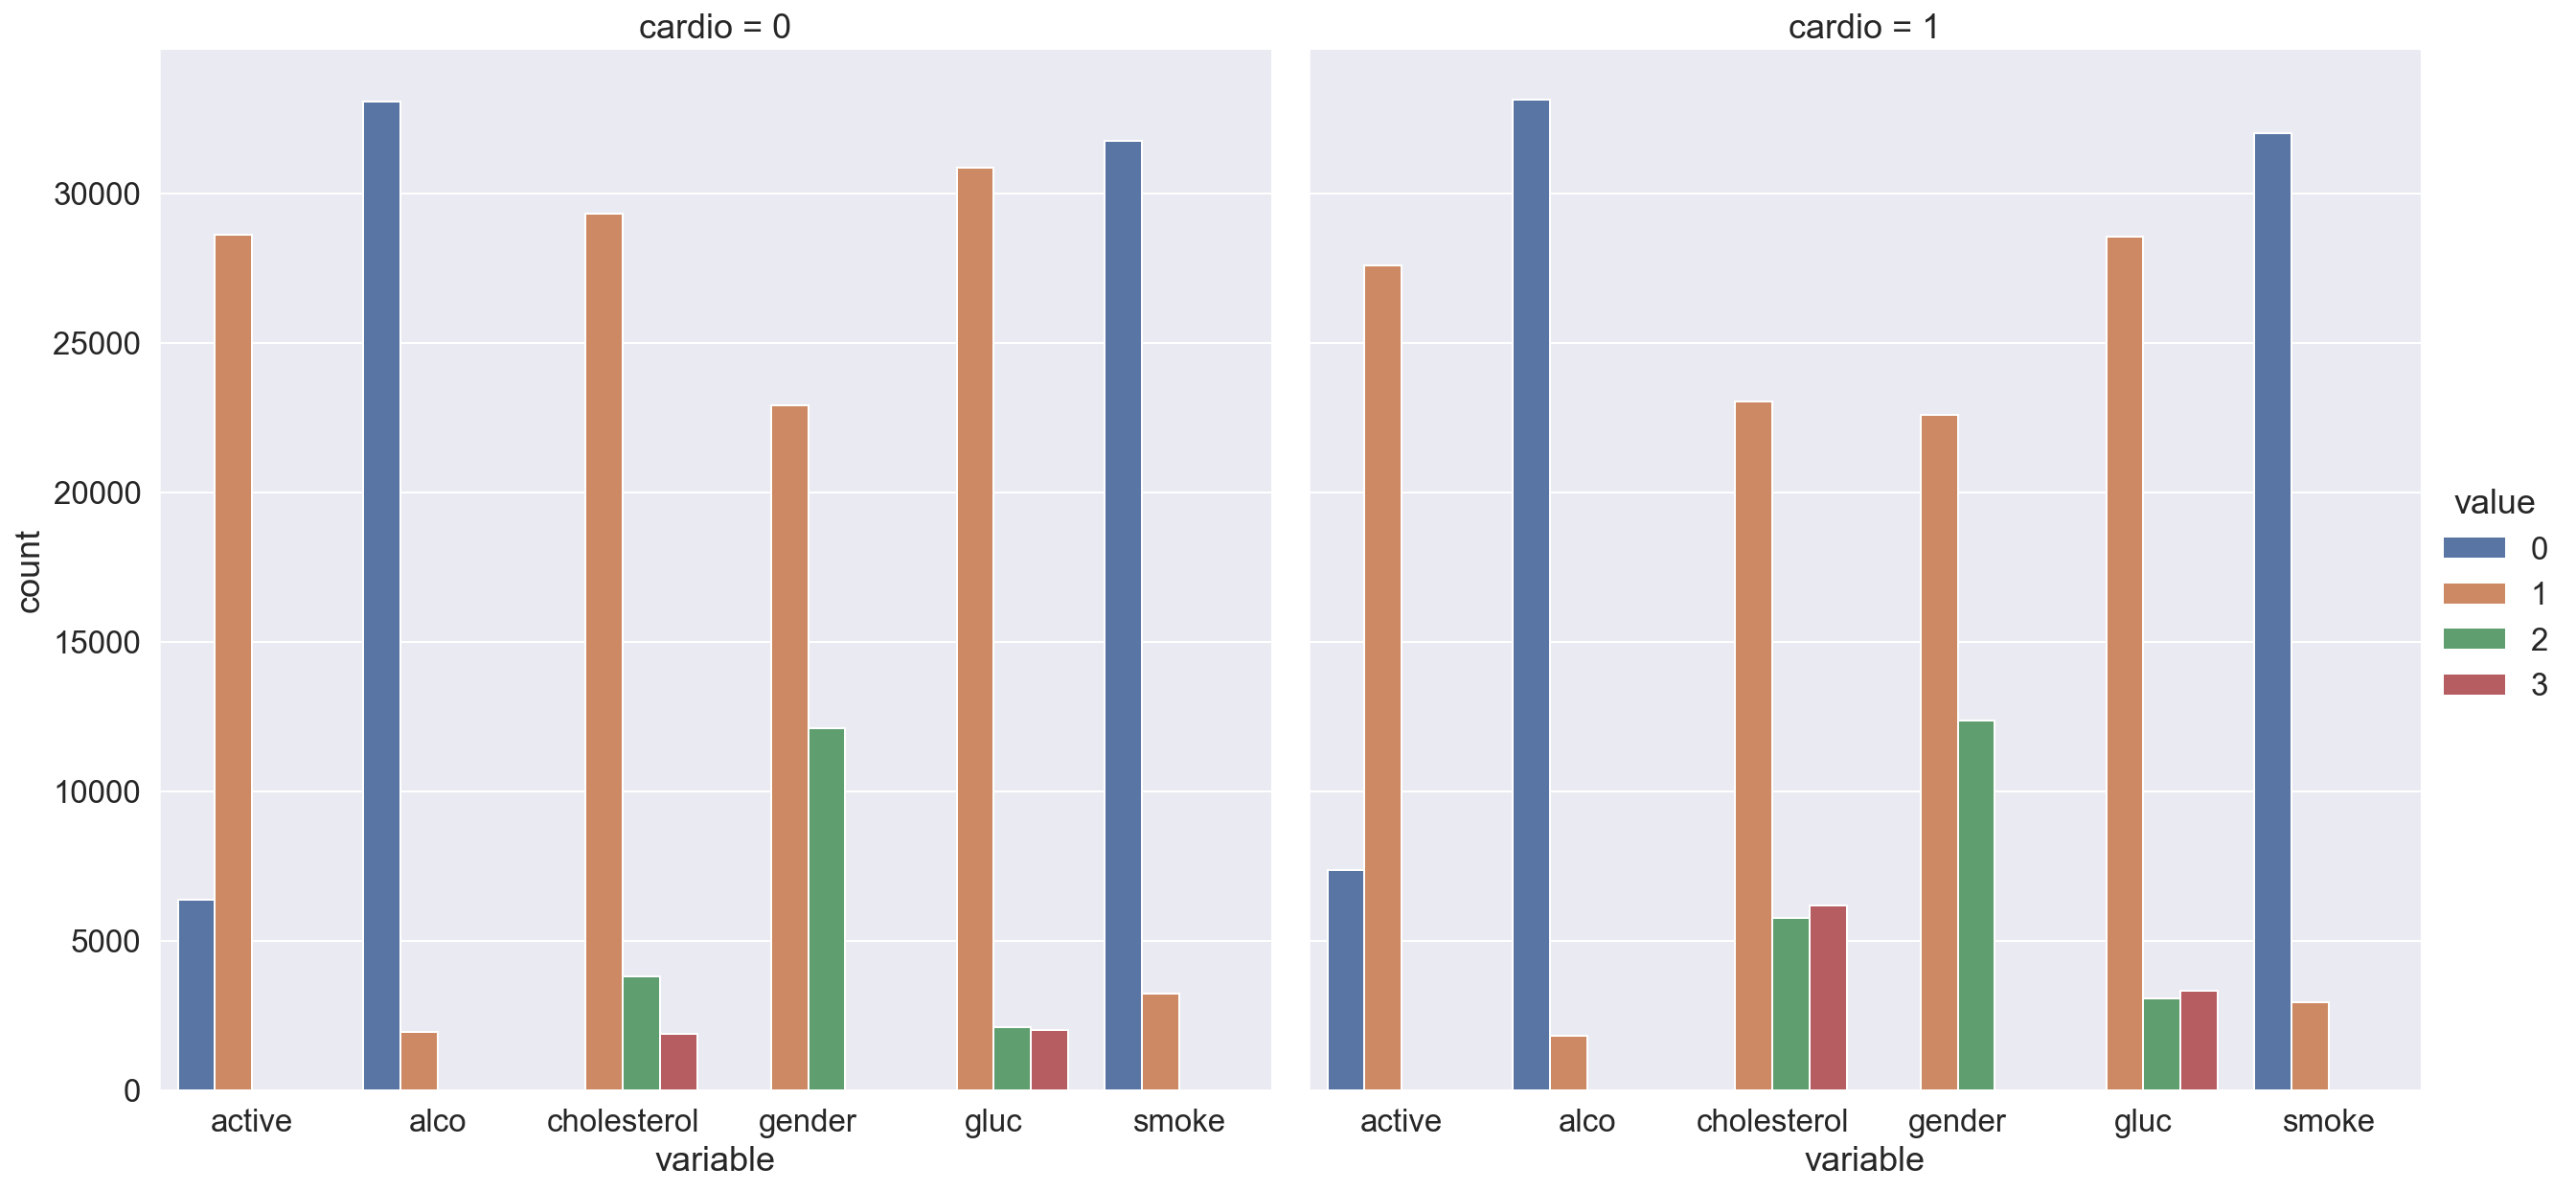 cardio = 0
cardio = 1
30000
25000
20000
15000
10000
5000
0
count
active alco cholesterol gender gluc smoke
variable
active alco cholesterol gender gluc smoke
variable
value
0
1
2
3